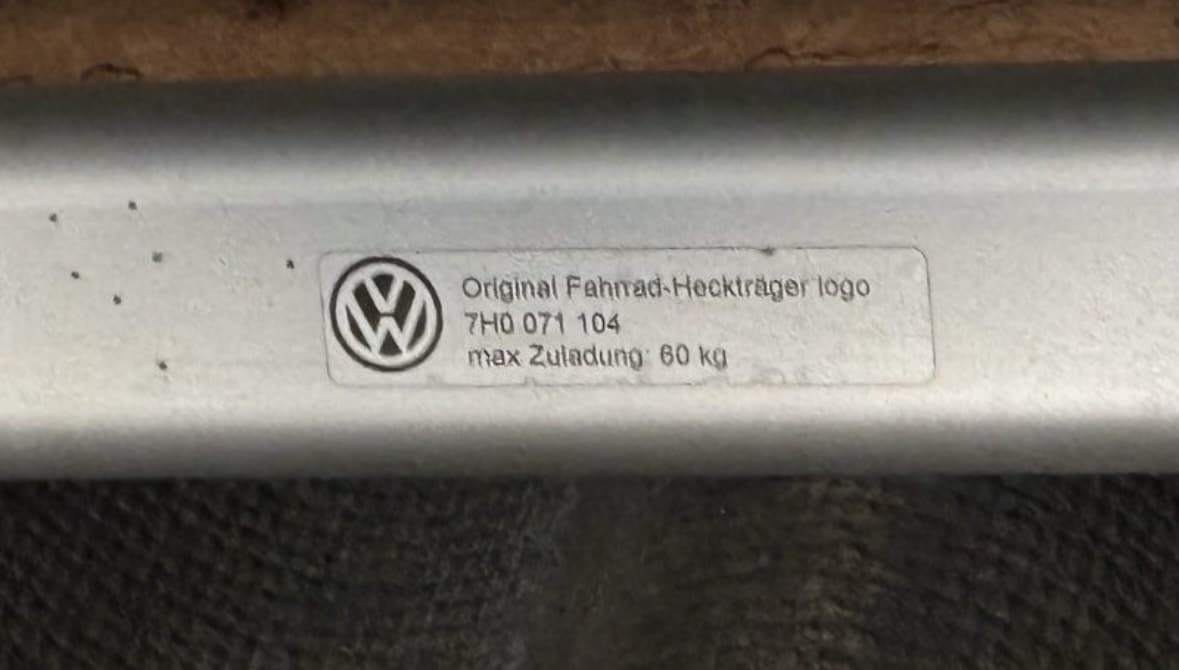 Original Fahrrad-Heckträger logo
7H0 071 104
max Zuladung: 60 kg